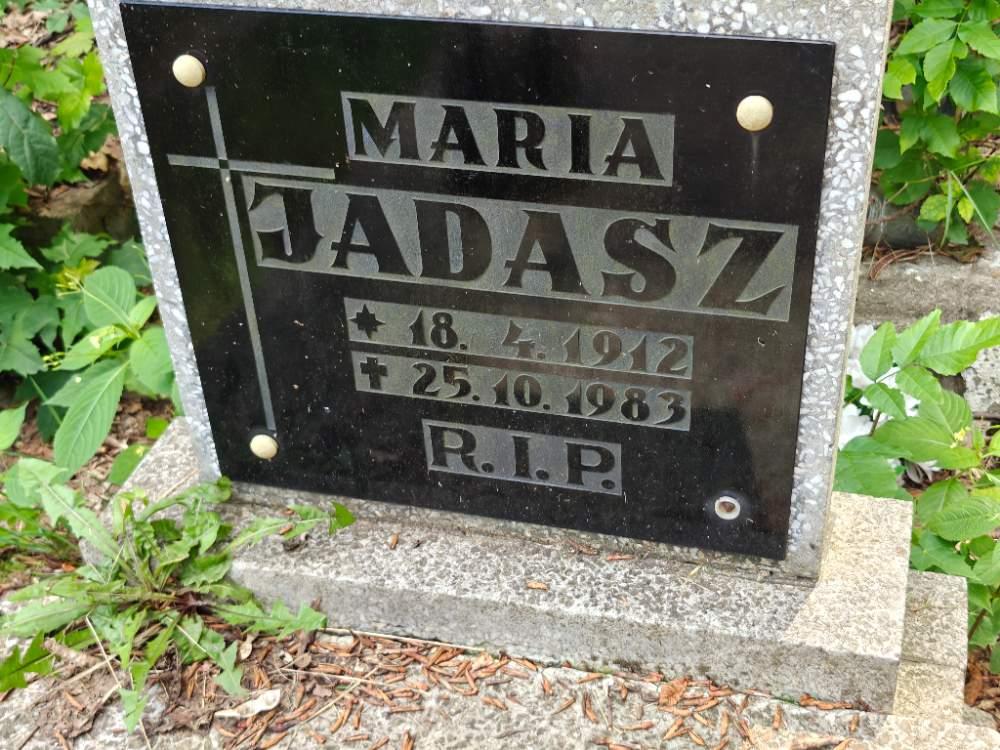 MARIA
JADASZ
✶ 18. 4. 1912
✝ 25. 10. 1983
R.I.P.